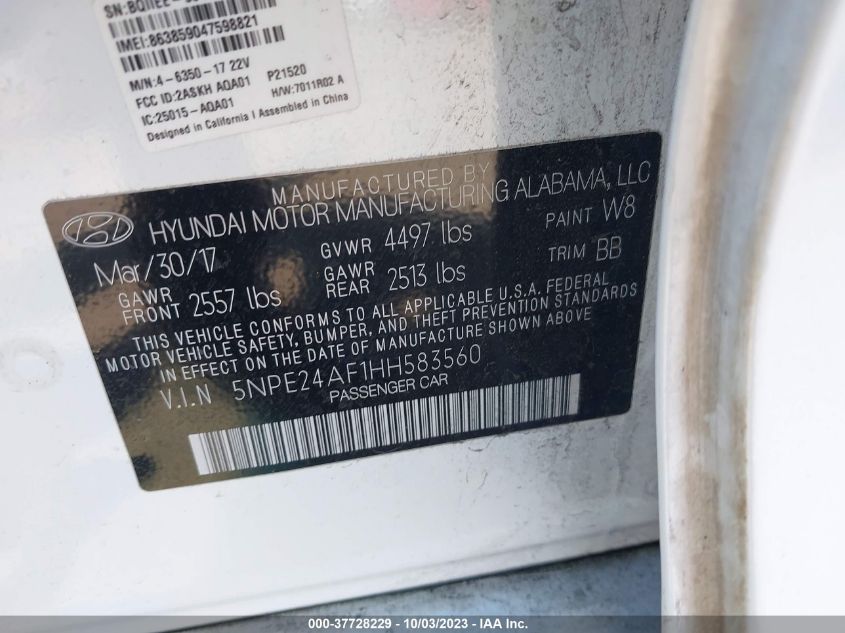 IMEI:863859047598821
M/N:4-6350-17 22V P21520
FCC ID:2ASKH AQA01 H/W:7011R02 A
IC:25015-AQA01
Designed in California I Assembled in China
MANUFACTURED BY
HYUNDAI MOTOR MANUFACTURING ALABAMA, LLC
Mar/30/17 GVWR 4497 lbs PAINT W8
GAWR FRONT 2557 lbs GAWR REAR 2513 lbs TRIM BB
THIS VEHICLE CONFORMS TO ALL APPLICABLE U.S.A. FEDERAL
MOTOR VEHICLE SAFETY, BUMPER, AND THEFT PREVENTION STANDARDS
IN EFFECT ON THE DATE OF MANUFACTURE SHOWN ABOVE
V.I.N 5NPE24AF1HH583560
PASSENGER CAR
000-37728229 - 10/03/2023 - IAA Inc.